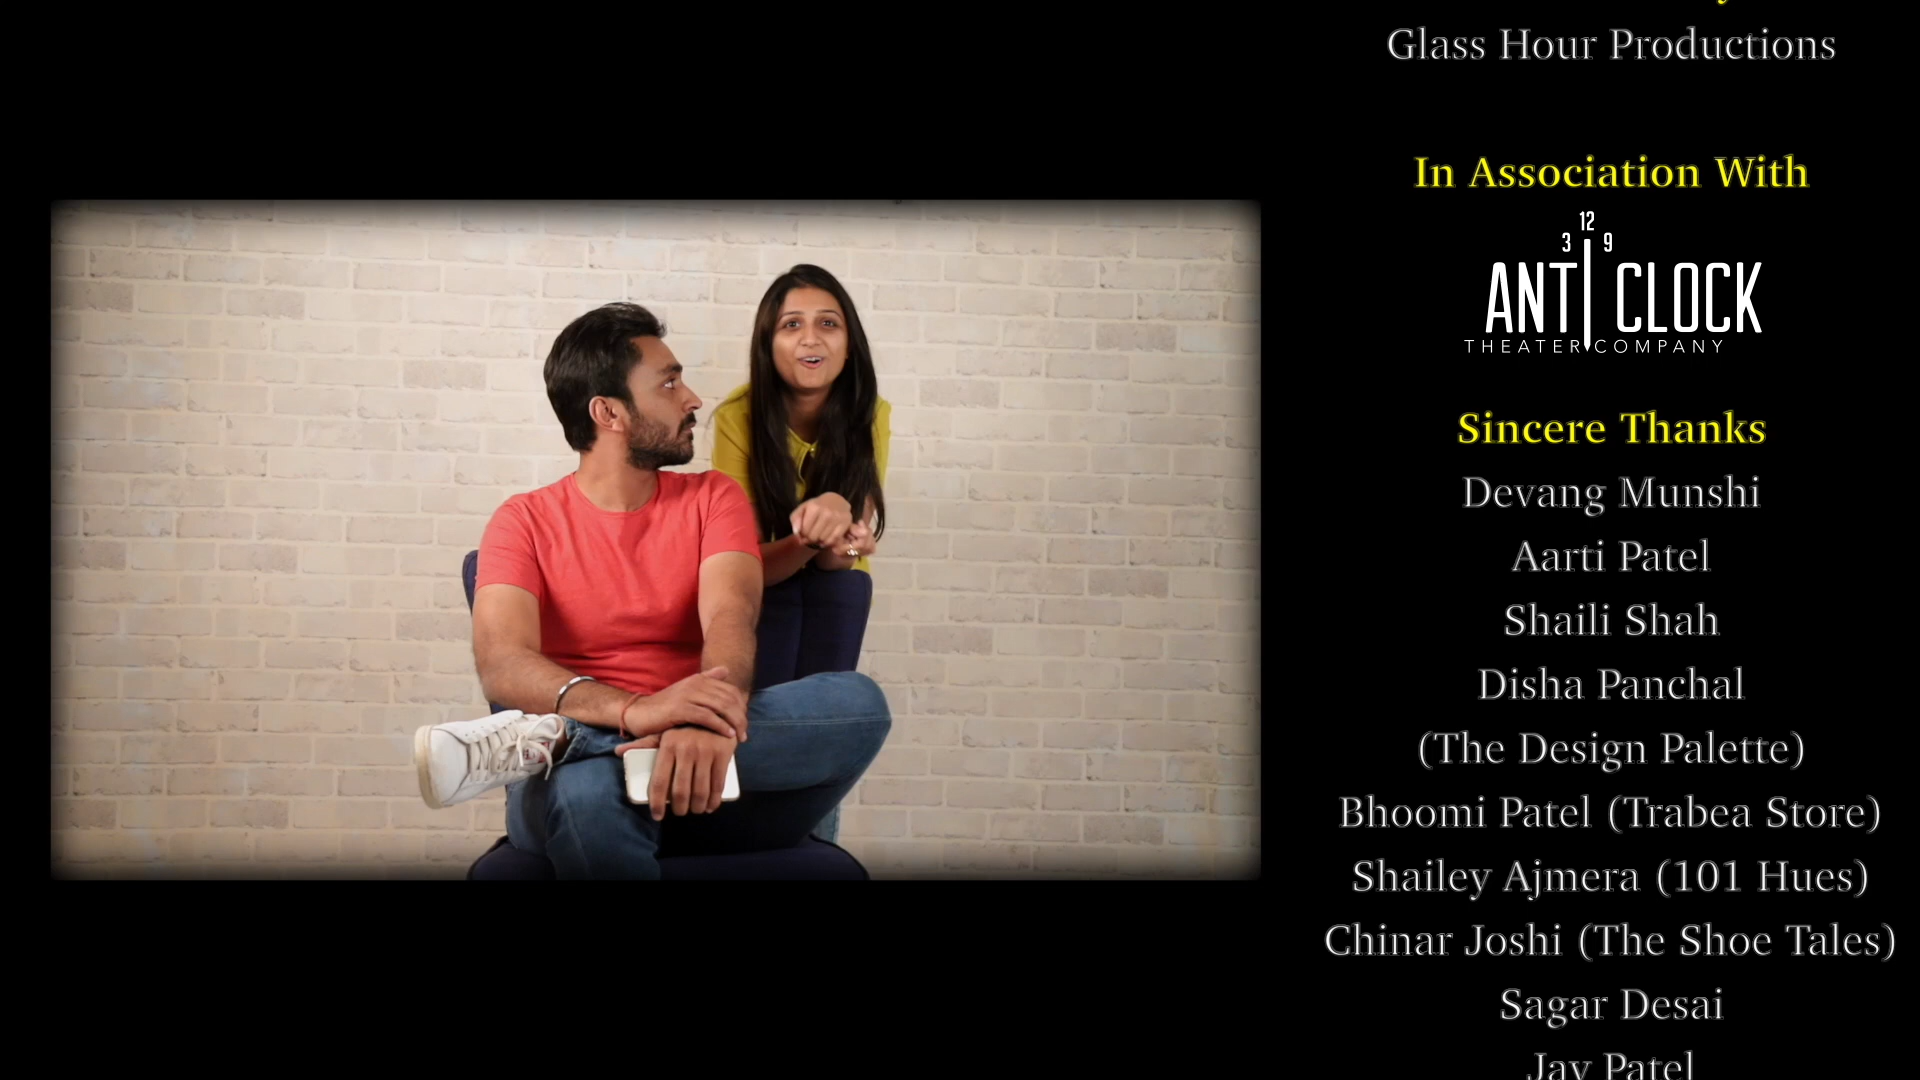 Glass Hour Productions
In Association With
12
3 9
ANTI CLOCK
THEATER COMPANY
Sincere Thanks
Devang Munshi
Aarti Patel
Shaili Shah
Disha Panchal
(The Design Palette)
Bhoomi Patel (Trabea Store)
Shailey Ajmera (101 Hues)
Chinar Joshi (The Shoe Tales)
Sagar Desai
Jay Patel